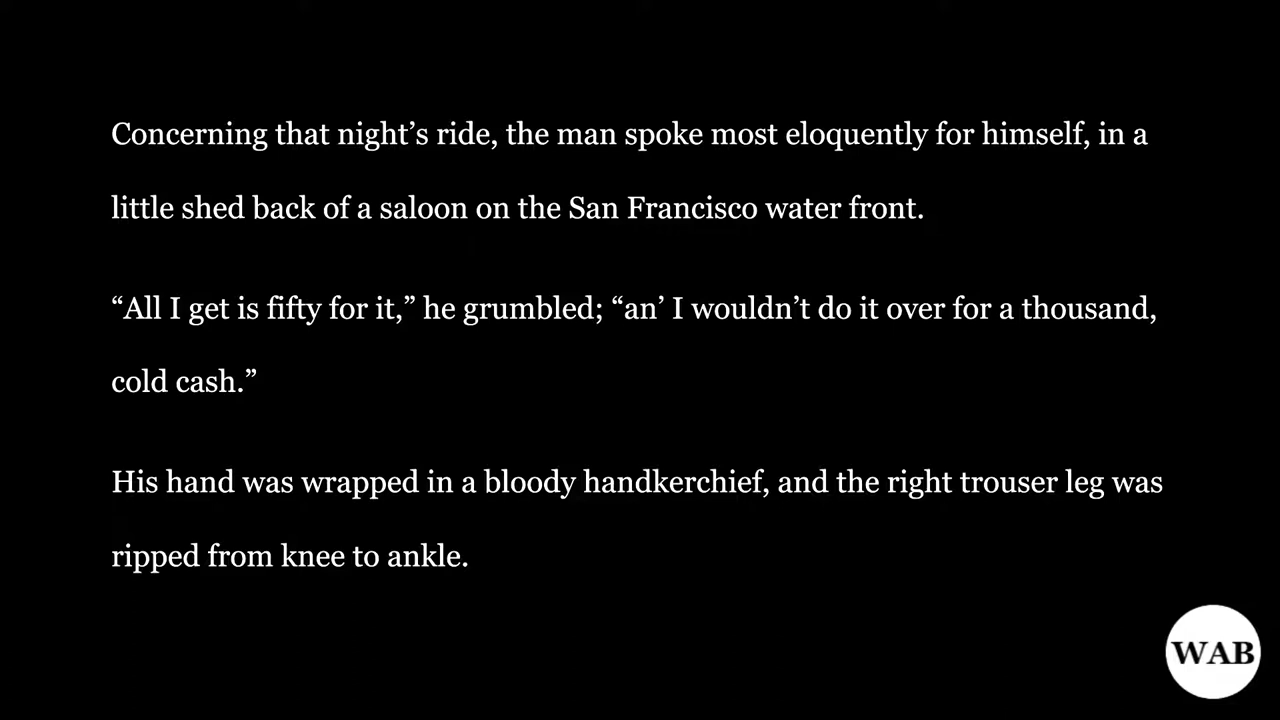 Concerning that night’s ride, the man spoke most eloquently for himself, in a
little shed back of a saloon on the San Francisco water front.
“All I get is fifty for it,” he grumbled; “an’ I wouldn’t do it over for a thousand,
cold cash.”
His hand was wrapped in a bloody handkerchief, and the right trouser leg was
ripped from knee to ankle.
WAB